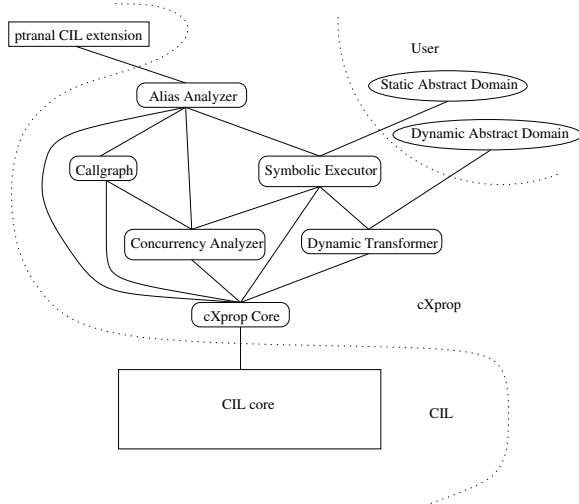 ptranal CIL extension
User
Static Abstract Domain
Alias Analyzer
Dynamic Abstract Domain
Callgraph
Symbolic Executor
Concurrency Analyzer
Dynamic Transformer
cXprop
cXprop Core
CIL core
CIL